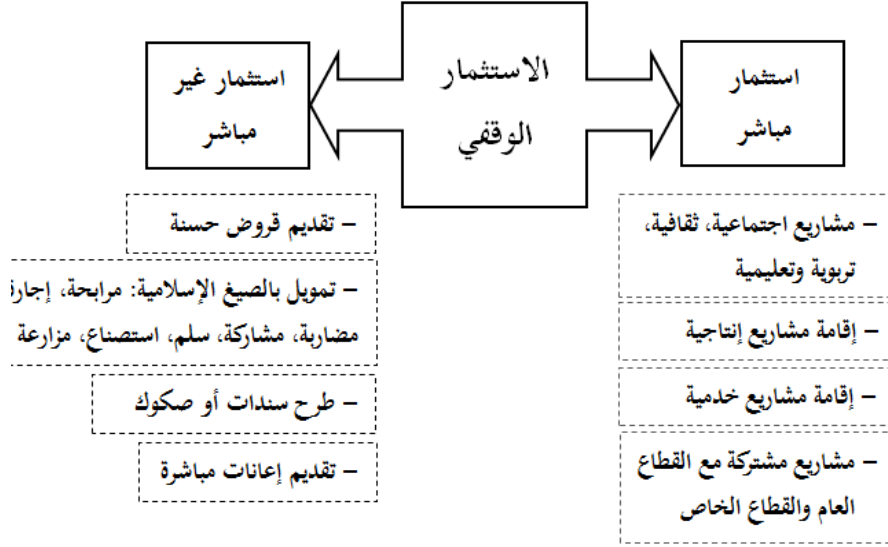 استثمار
مباشر
الاستثمار
الوقفي
استثمار غير
مباشر
– مشاريع اجتماعية، ثقافية،
تربوية وتعليمية
– إقامة مشاريع إنتاجية
– إقامة مشاريع خدمية
– مشاريع مشتركة مع القطاع
العام والقطاع الخاص
– تقديم قروض حسنة
– تمويل بالصيغ الإسلامية: مرابحة، إجارة
مضاربة، مشاركة، سلم، استصناع، مزارعة
– طرح سندات أو صكوك
– تقديم إعانات مباشرة